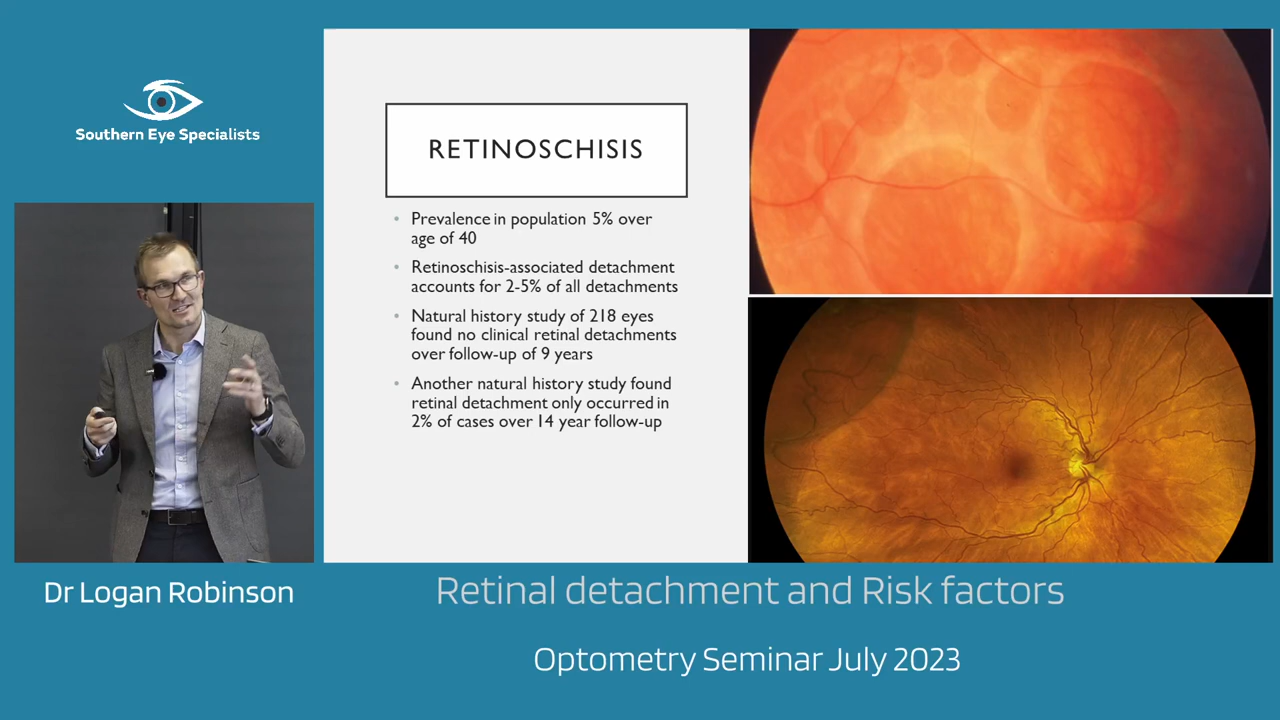 Southern Eye Specialists
RETINOSCHISIS
Prevalence in population 5% over
age of 40
Retinoschisis-associated detachment
accounts for 2-5% of all detachments
Natural history study of 218 eyes
found no clinical retinal detachments
over follow-up of 9 years
Another natural history study found
retinal detachment only occurred in
2% of cases over 14 year follow-up
Dr Logan Robinson
Retinal detachment and Risk factors
Optometry Seminar July 2023